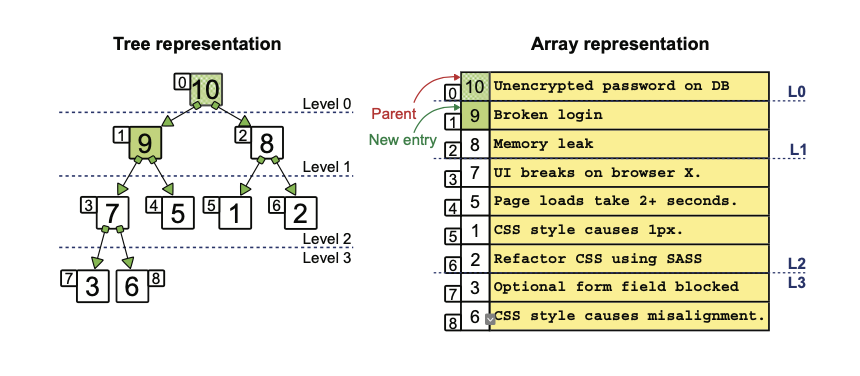 Tree representation
0 10
Level 0
1 9
2 8
Level 1
3 7
4 5
5 1
6 2
Level 2
Level 3
7 3
6 8
Array representation
Parent
New entry
0 10 Unencrypted password on DB
L0
1 9 Broken login
2 8 Memory leak
L1
3 7 UI breaks on browser X.
4 5 Page loads take 2+ seconds.
5 1 CSS style causes 1px.
6 2 Refactor CSS using SASS
L2
L3
7 3 Optional form field blocked
8 6 CSS style causes misalignment.